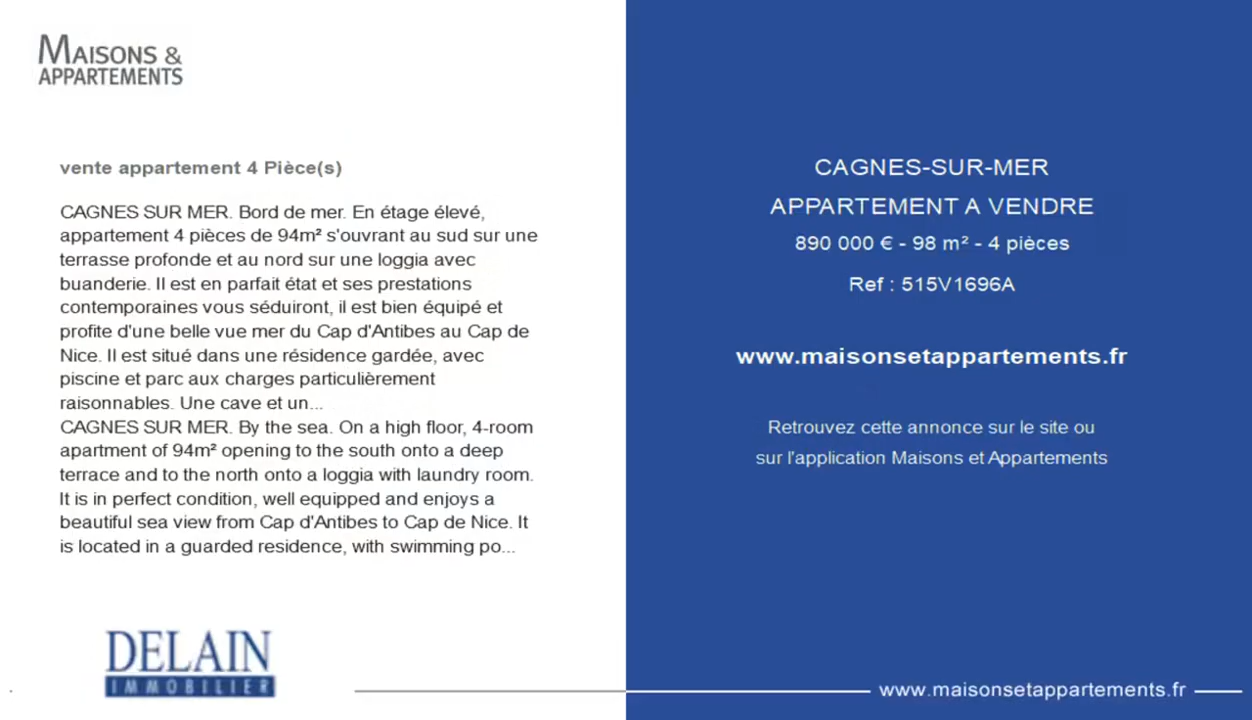 MAISONS &
APPARTEMENTS
vente appartement 4 Pièce(s)
CAGNES SUR MER. Bord de mer. En étage élevé,
appartement 4 pièces de 94m² s'ouvrant au sud sur une
terrasse profonde et au nord sur une loggia avec
buanderie. Il est en parfait état et ses prestations
contemporaines vous séduiront, il est bien équipé et
profite d'une belle vue mer du Cap d'Antibes au Cap de
Nice. Il est situé dans une résidence gardée, avec
piscine et parc aux charges particulièrement
raisonnables. Une cave et un...
CAGNES SUR MER. By the sea. On a high floor, 4-room
apartment of 94m² opening to the south onto a deep
terrace and to the north onto a loggia with laundry room.
It is in perfect condition, well equipped and enjoys a
beautiful sea view from Cap d'Antibes to Cap de Nice. It
is located in a guarded residence, with swimming po...
DELAIN
IMMOBILIER
CAGNES-SUR-MER
APPARTEMENT A VENDRE
890 000 € - 98 m² - 4 pièces
Ref : 515V1696A
www.maisonsetappartements.fr
Retrouvez cette annonce sur le site ou
sur l'application Maisons et Appartements
www.maisonsetappartements.fr